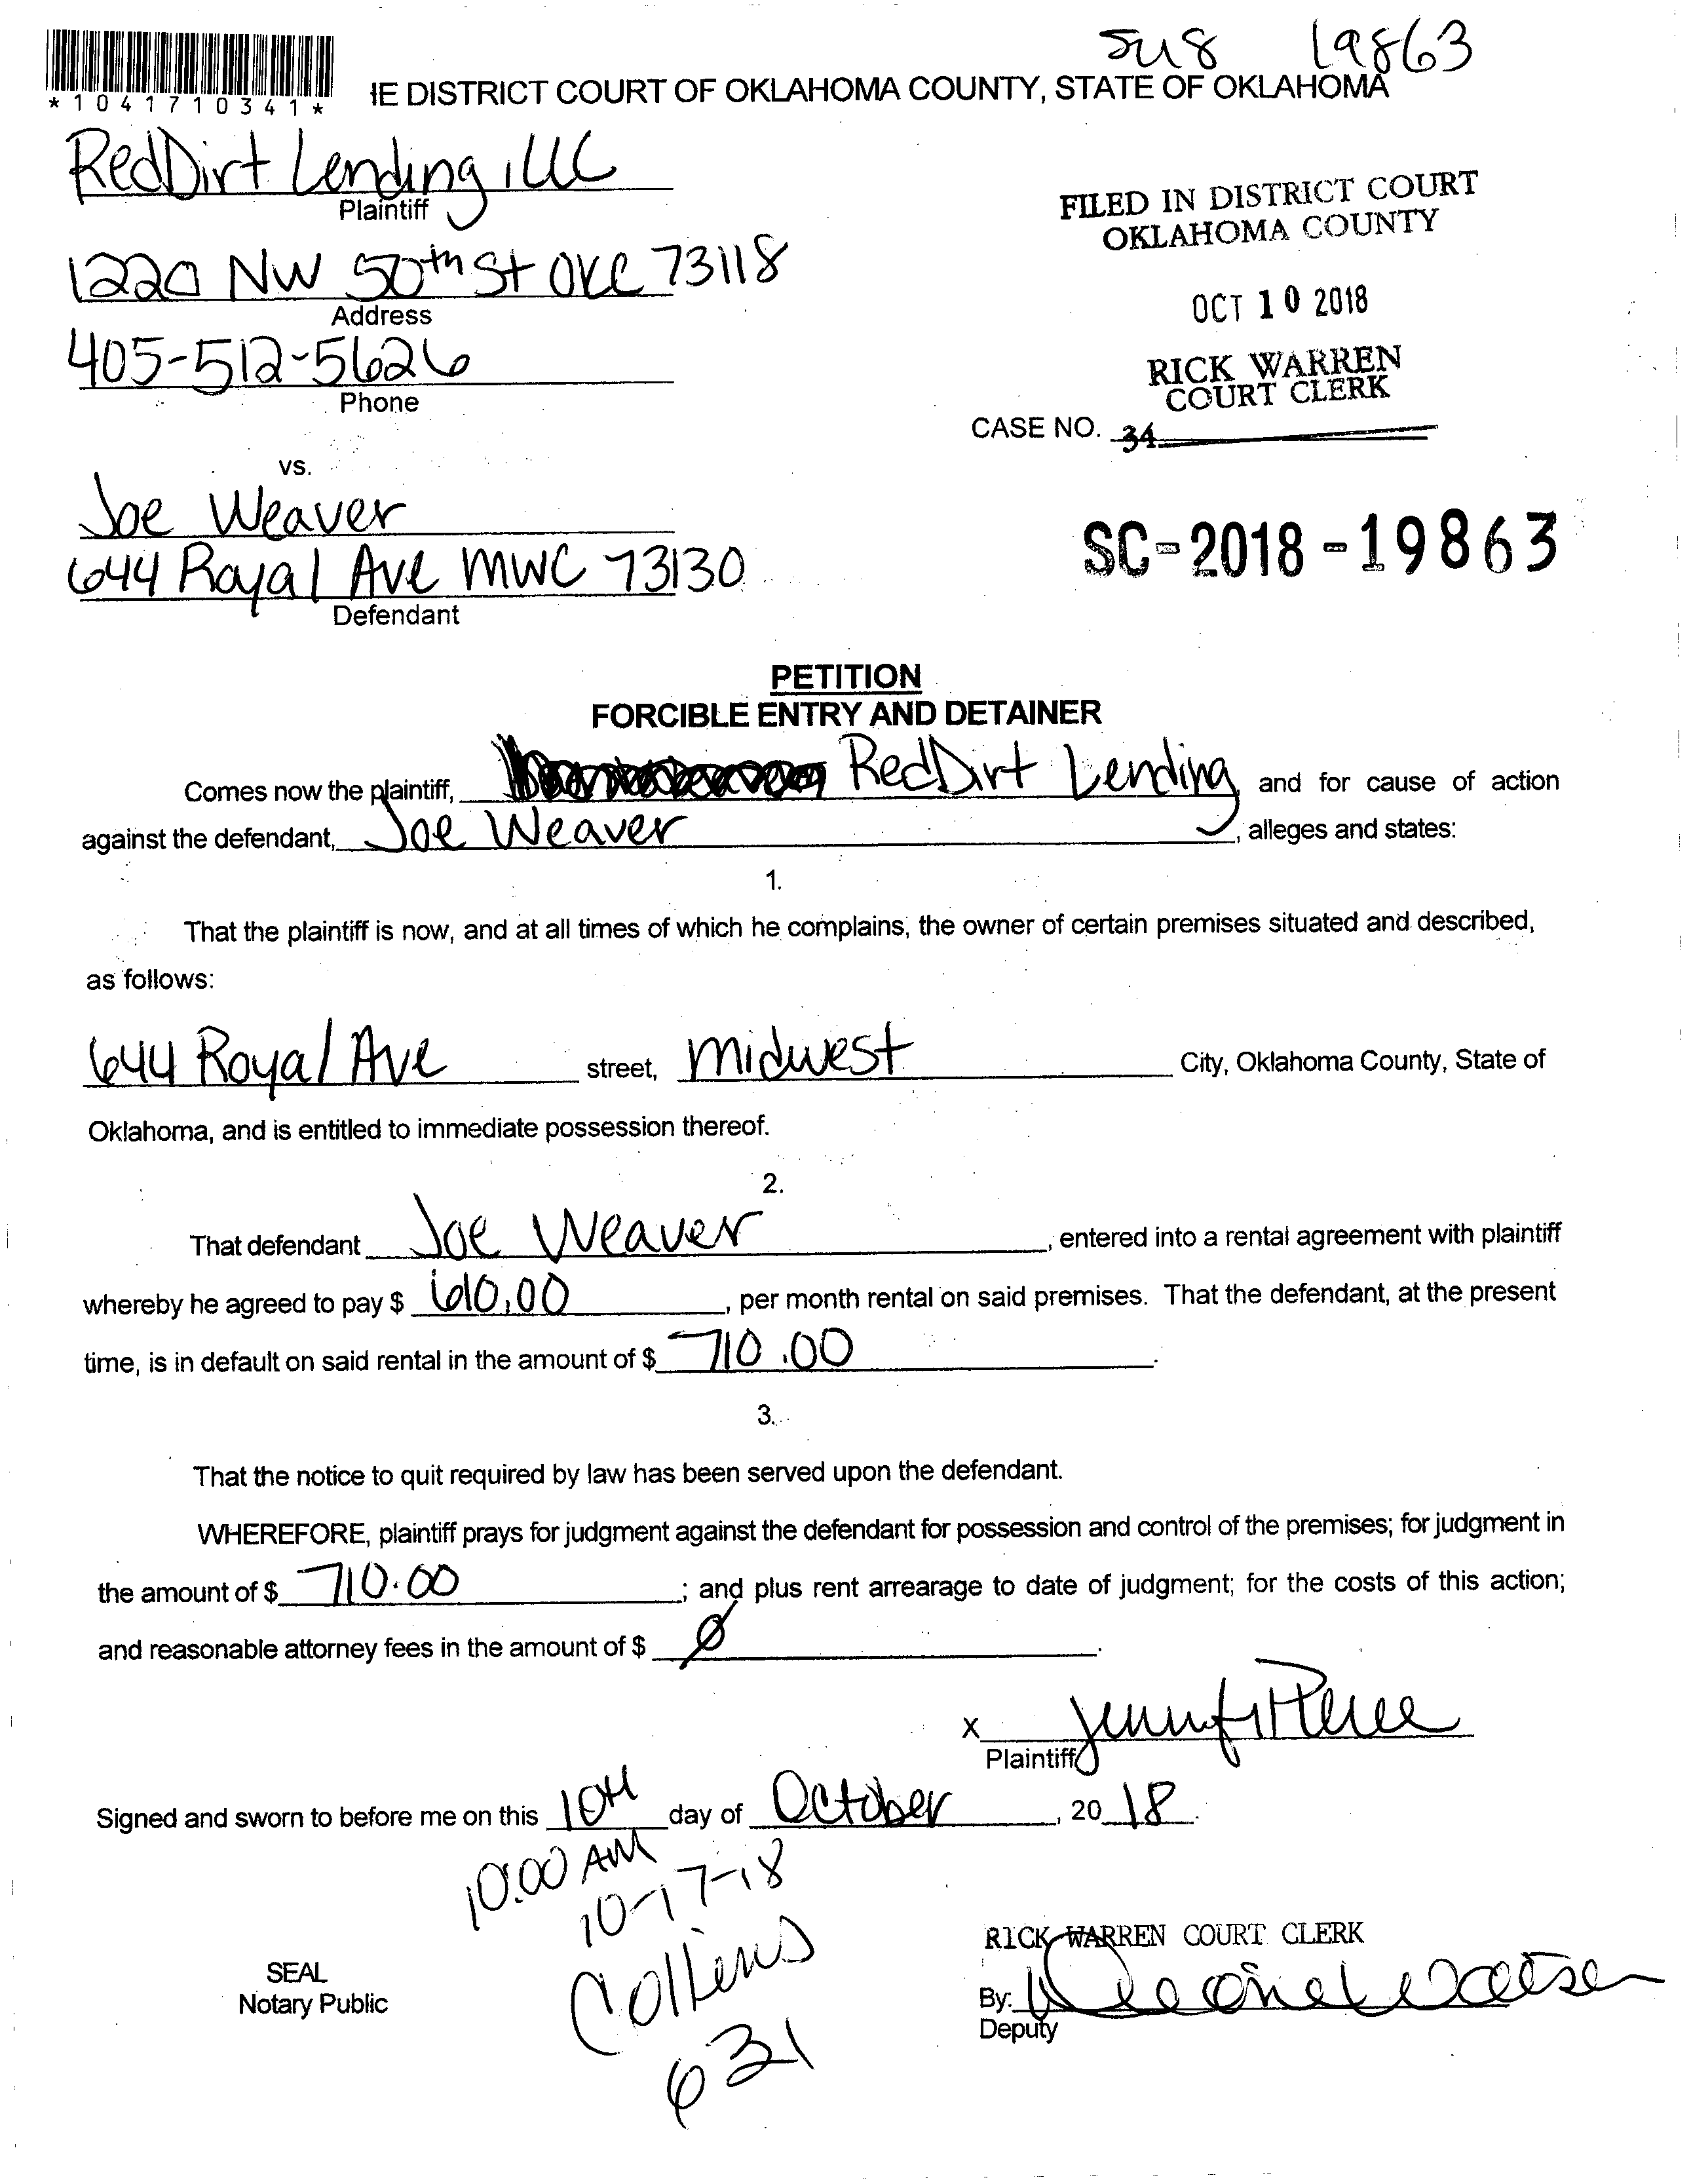 19863
*1041710341*
IE DISTRICT COURT OF OKLAHOMA COUNTY, STATE OF OKLAHOMA
RedDirt Lending, LLC
Plaintiff
1220 NW 50th St OKC 73118
Address
405-512-5626
Phone
FILED IN DISTRICT COURT
OKLAHOMA COUNTY
OCT 10 2018
RICK WARREN
COURT CLERK
CASE NO.
34
vs.
Joe Weaver
644 Royal Ave MWC 73130
Defendant
SC-2018-19863
PETITION
FORCIBLE ENTRY AND DETAINER
Comes now the plaintiff, RedDirt Lending and for cause of action
against the defendant, Joe Weaver, alleges and states:
1.
That the plaintiff is now, and at all times of which he complains, the owner of certain premises situated and described,
as follows:
644 Royal Ave street, Midwest City, Oklahoma County, State of
Oklahoma, and is entitled to immediate possession thereof.
2.
That defendant Joe Weaver, entered into a rental agreement with plaintiff
whereby he agreed to pay $ 610.00, per month rental on said premises. That the defendant, at the present
time, is in default on said rental in the amount of $ 710.00.
3.
That the notice to quit required by law has been served upon the defendant.
WHEREFORE, plaintiff prays for judgment against the defendant for possession and control of the premises; for judgment in
the amount of $ 710.00; and plus rent arrearage to date of judgment; for the costs of this action;
and reasonable attorney fees in the amount of $ Ø.
X
Plaintiff
Signed and sworn to before me on this 10th day of October, 20 18.
10:00 AM
10-17-18
Collins
631
SEAL
Notary Public
RICK WARREN COURT CLERK
By:
Deputy